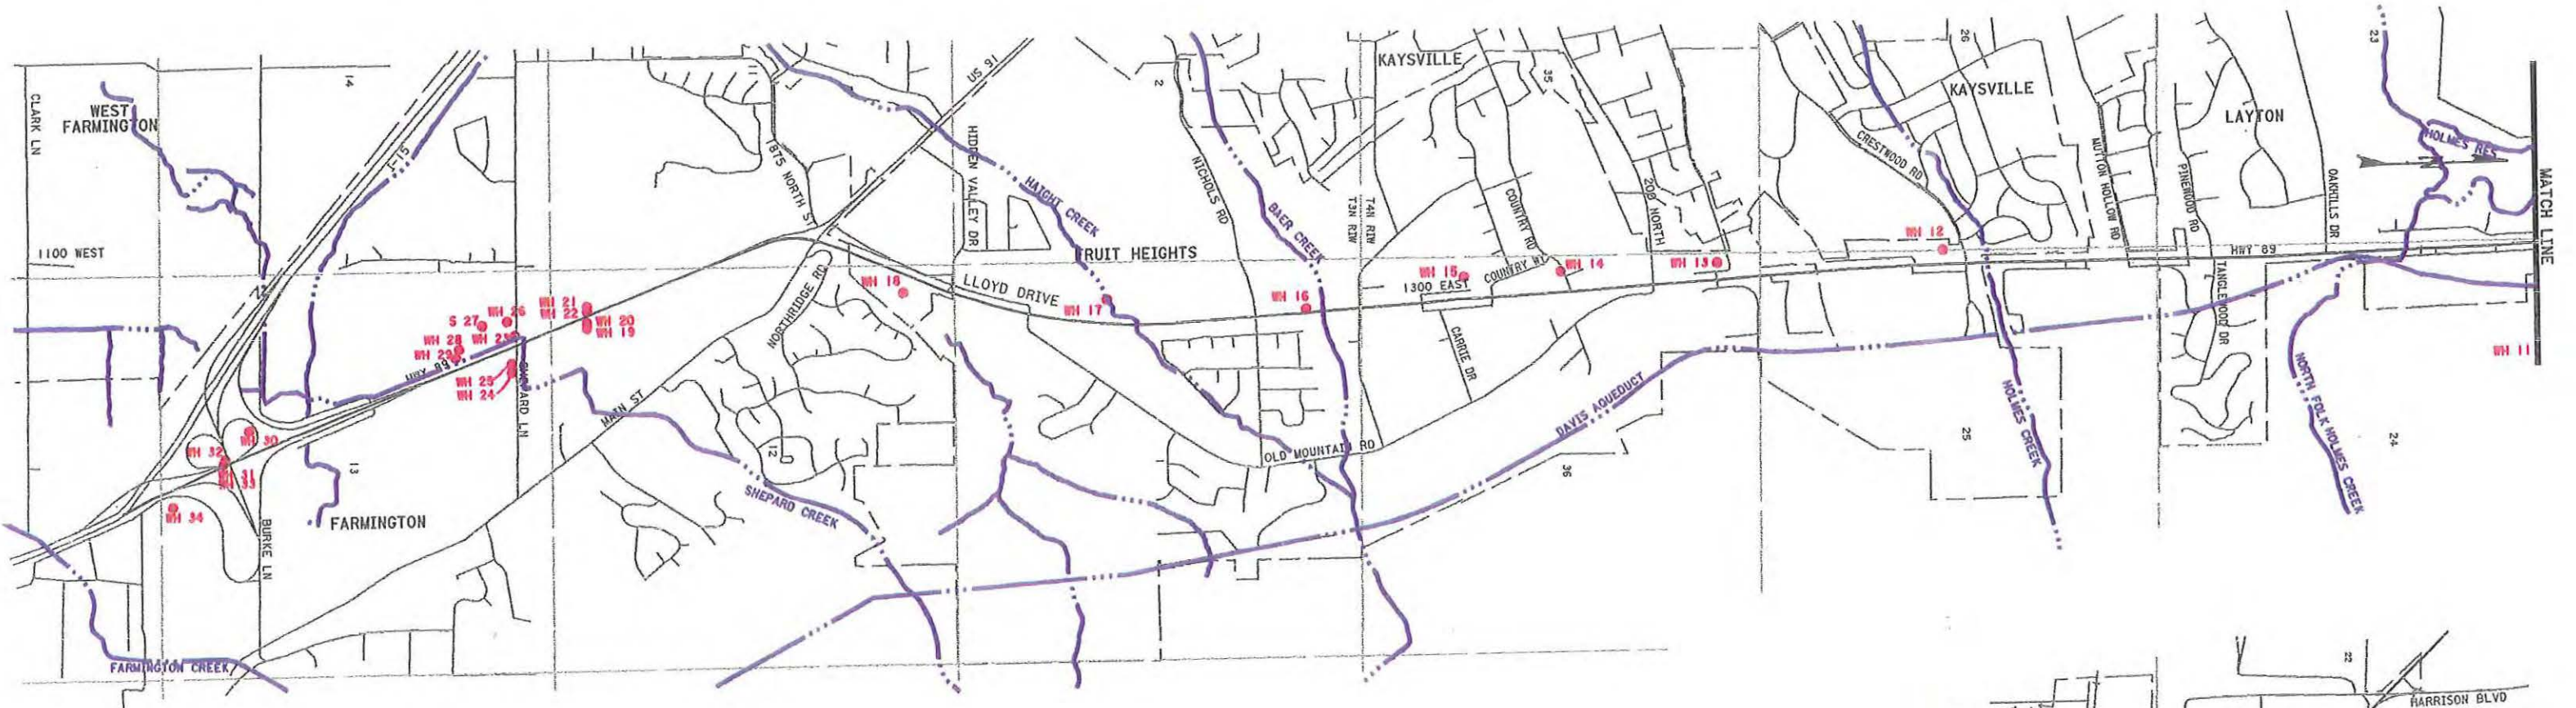 CLARK LN
WEST
FARMINGTON
14
I-15
1100 WEST
11
1875 NORTH ST
US 91
HIDDEN VALLEY DR
HAIGHT CREEK
FRUIT HEIGHTS
LLOYD DRIVE
NORTHRIDGE RD
2
NICHOLS RD
BAER CREEK
T4N R1W
T3N R1W
KAYSVILLE
35
COUNTRY RD
COUNTRY WY
1300 EAST
200 NORTH
CARRIE DR
26
KAYSVILLE
CRESTWOOD RD
MUTTON HOLLOW RD
PINEWOOD RD
LAYTON
OAKHILLS DR
23
HOLMES RES
MATCH LINE
HWY 89
TANGLEWOOD DR
WH 11
WH 12
WH 13
WH 14
WH 15
WH 16
WH 17
WH 18
WH 21
WH 22
WH 20
WH 19
WH 26
S 27
WH 28
WH 23
WH 29
HWY 89
WH 25
WH 24
SHEPARD LN
WH 30
WH 32
WH 31
WH 33
WH 34
13
FARMINGTON
BURKE LN
FARMINGTON CREEK
MAIN ST
12
SHEPARD CREEK
OLD MOUNTAIN RD
DAVIS AQUEDUCT
36
25
HOLMES CREEK
NORTH FOLK HOLMES CREEK
24
22
HARRISON BLVD